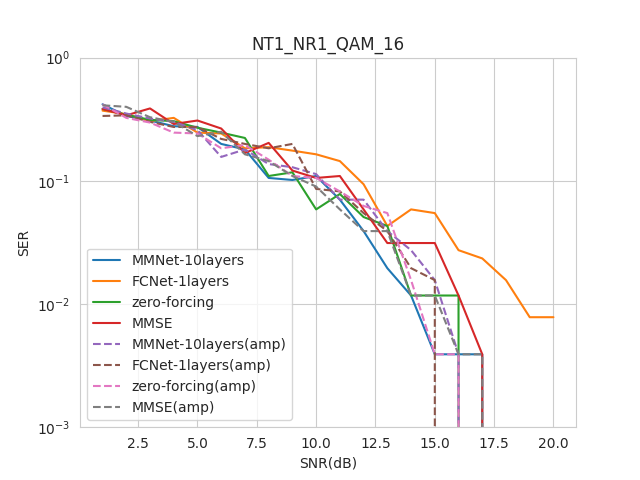 NT1_NR1_QAM_16
SER
10^0
10^-1
10^-2
10^-3
MMNet-10layers
FCNet-1layers
zero-forcing
MMSE
MMNet-10layers(amp)
FCNet-1layers(amp)
zero-forcing(amp)
MMSE(amp)
2.5 5.0 7.5 10.0 12.5 15.0 17.5 20.0
SNR(dB)